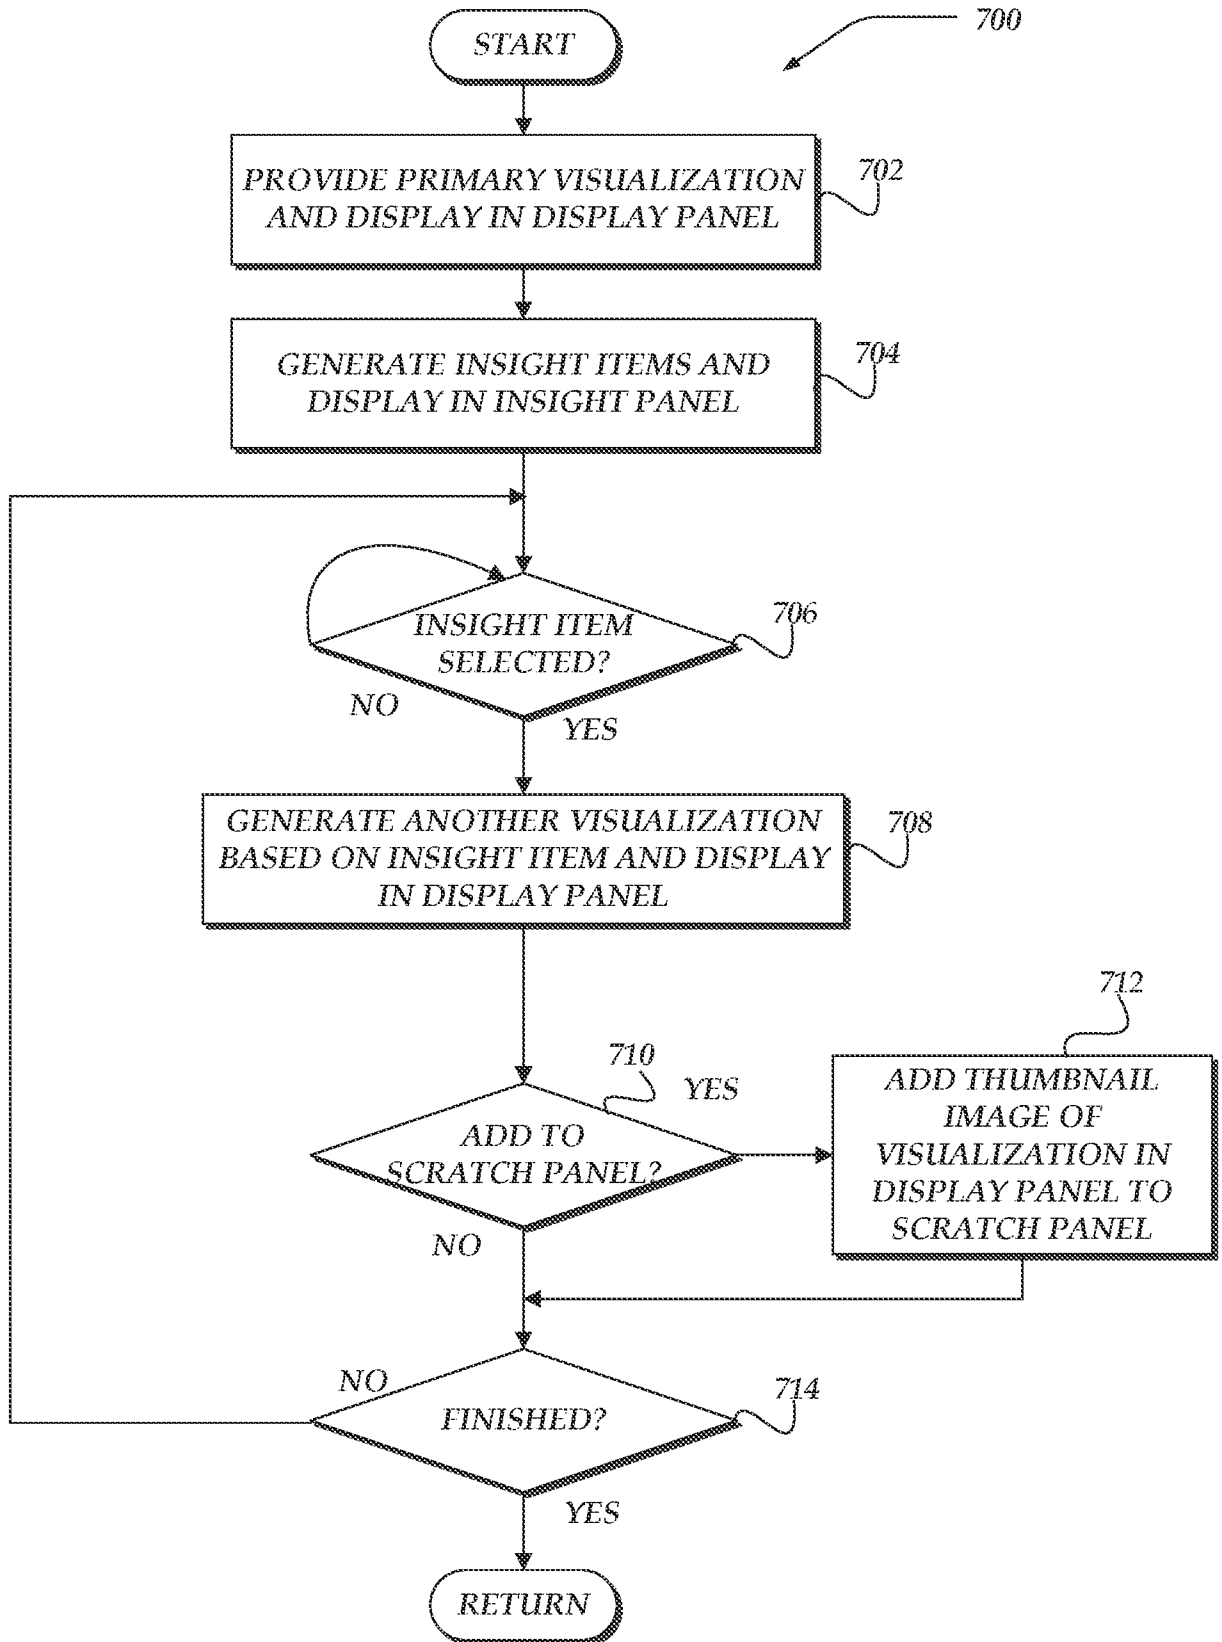 START
700
PROVIDE PRIMARY VISUALIZATION
AND DISPLAY IN DISPLAY PANEL
702
GENERATE INSIGHT ITEMS AND
DISPLAY IN INSIGHT PANEL
704
INSIGHT ITEM
SELECTED?
706
NO
YES
GENERATE ANOTHER VISUALIZATION
BASED ON INSIGHT ITEM AND DISPLAY
IN DISPLAY PANEL
708
710
YES
ADD TO
SCRATCH PANEL?
NO
712
ADD THUMBNAIL
IMAGE OF
VISUALIZATION IN
DISPLAY PANEL TO
SCRATCH PANEL
NO
FINISHED?
714
YES
RETURN